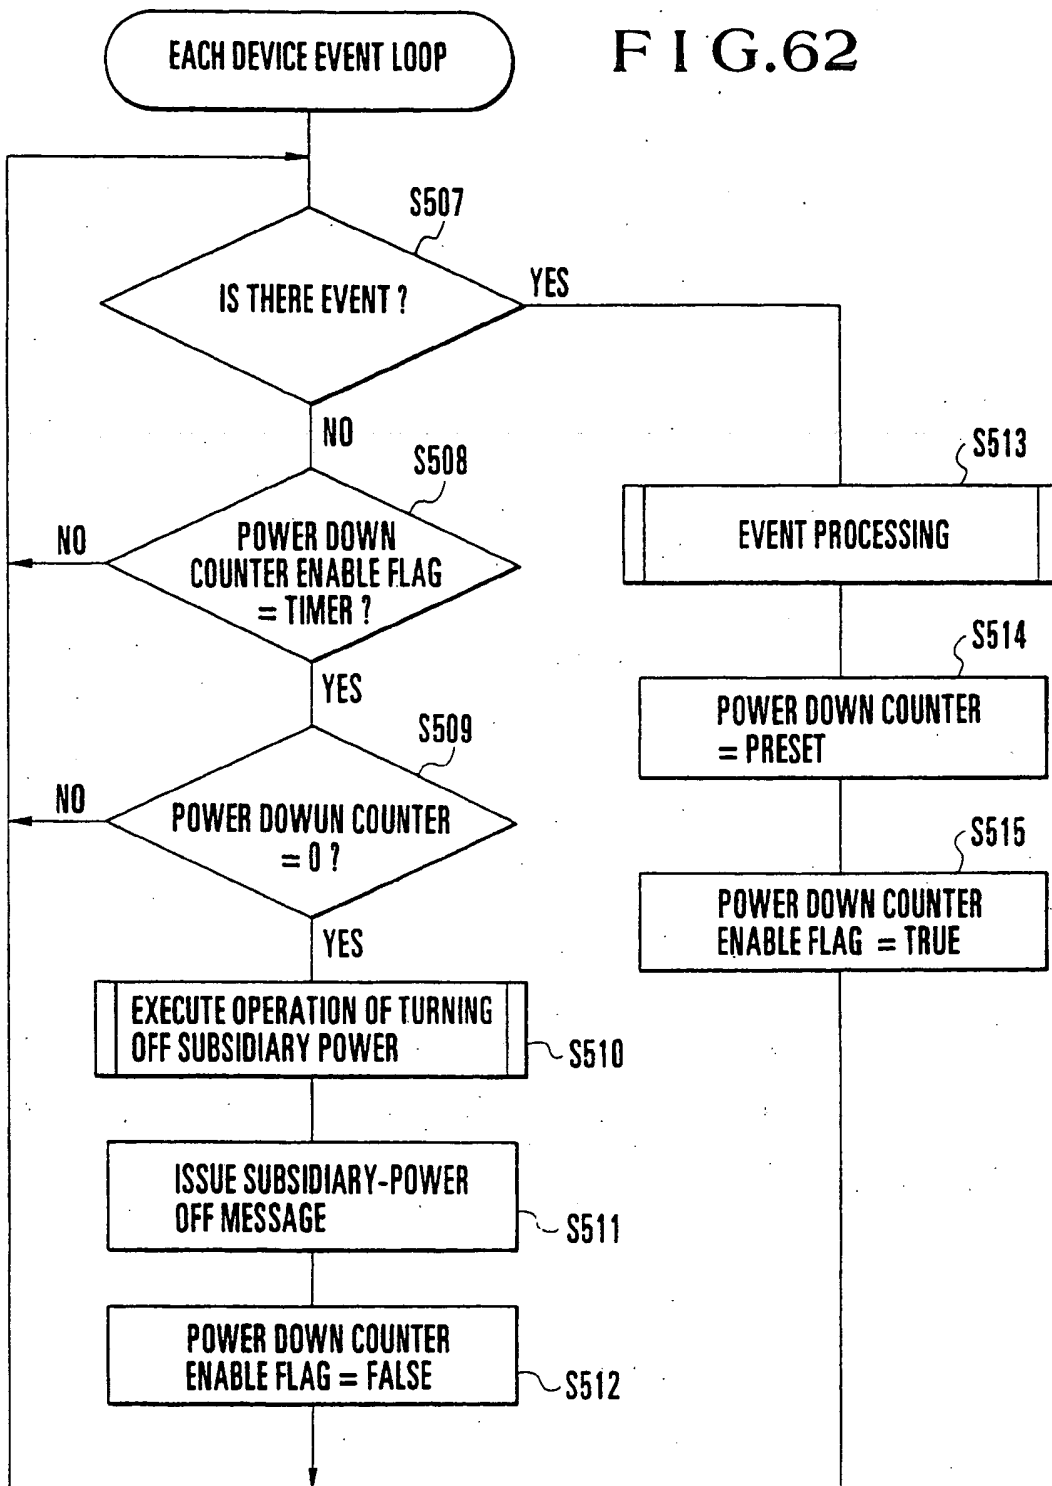 EACH DEVICE EVENT LOOP
FIG.62
S507
IS THERE EVENT ?
YES
NO
S508
POWER DOWN
COUNTER ENABLE FLAG
= TIMER ?
NO
YES
S509
POWER DOWUN COUNTER
= 0 ?
NO
YES
EXECUTE OPERATION OF TURNING
OFF SUBSIDIARY POWER
S510
ISSUE SUBSIDIARY-POWER
OFF MESSAGE
S511
POWER DOWN COUNTER
ENABLE FLAG = FALSE
S512
S513
EVENT PROCESSING
S514
POWER DOWN COUNTER
= PRESET
S515
POWER DOWN COUNTER
ENABLE FLAG = TRUE